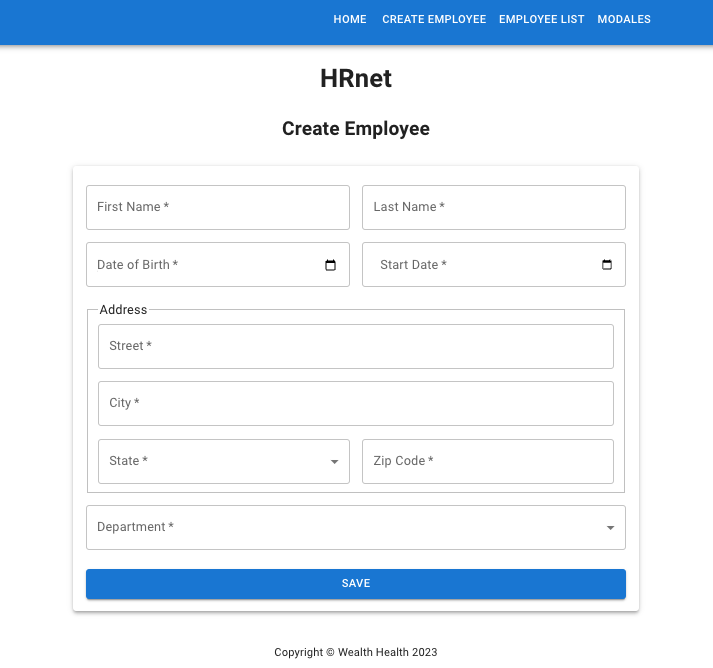 HOME CREATE EMPLOYEE EMPLOYEE LIST MODALES
HRnet
Create Employee
First Name * Last Name *
Date of Birth * Start Date *
Address
Street *
City *
State * Zip Code *
Department *
SAVE
Copyright © Wealth Health 2023